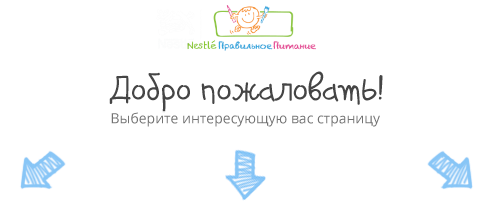 Nestlé Правильное Питание
Добро пожаловать!
Выберите интересующую вас страницу